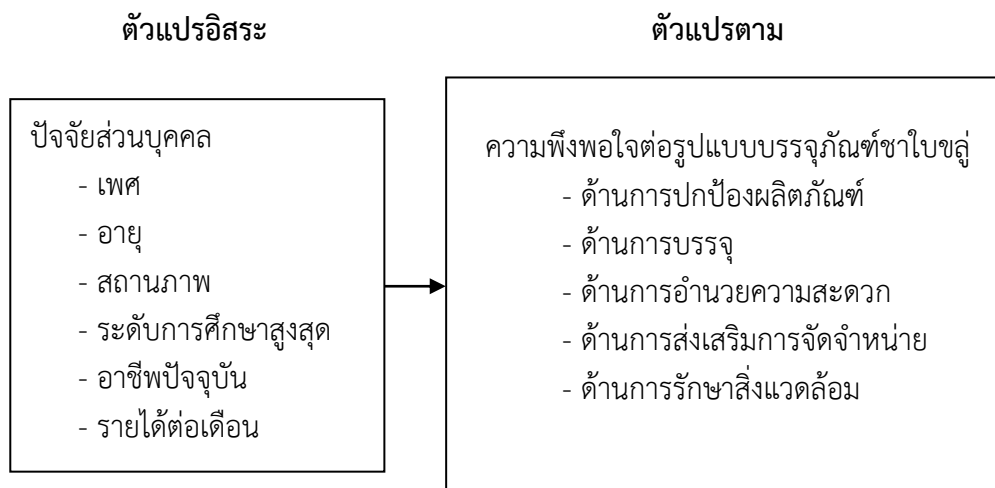 ตัวแปรอิสระ
ตัวแปรตาม
ปัจจัยส่วนบุคคล
- เพศ
- อายุ
- สถานภาพ
- ระดับการศึกษาสูงสุด
- อาชีพปัจจุบัน
- รายได้ต่อเดือน
ความพึงพอใจต่อรูปแบบบรรจุภัณฑ์ชาใบขลู่
- ด้านการปกป้องผลิตภัณฑ์
- ด้านการบรรจุ
- ด้านการอำนวยความสะดวก
- ด้านการส่งเสริมการจัดจำหน่าย
- ด้านการรักษาสิ่งแวดล้อม